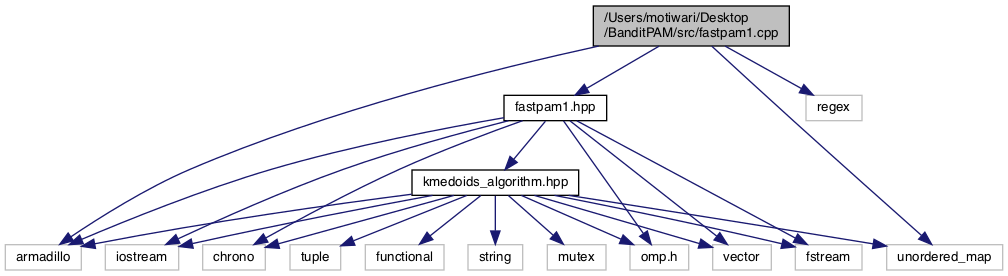 /Users/motiwari/Desktop
/BanditPAM/src/fastpam1.cpp
fastpam1.hpp
regex
kmedoids_algorithm.hpp
armadillo
iostream
chrono
tuple
functional
string
mutex
omp.h
vector
fstream
unordered_map